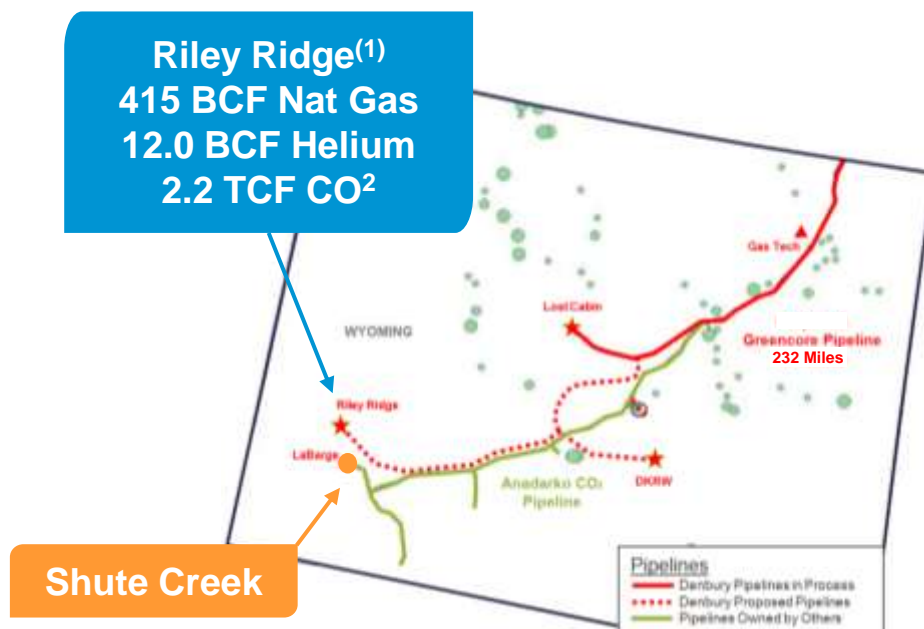 Riley Ridge(1)
415 BCF Nat Gas
12.0 BCF Helium
2.2 TCF CO²
Gas Tech
Lost Cabin
WYOMING
Greencore Pipeline
232 Miles
Riley Ridge
LaBarge
DKRW
Anadarko CO₂
Pipeline
Shute Creek
Pipelines
Denbury Pipelines in Process
Denbury Proposed Pipelines
Pipelines Owned by Others